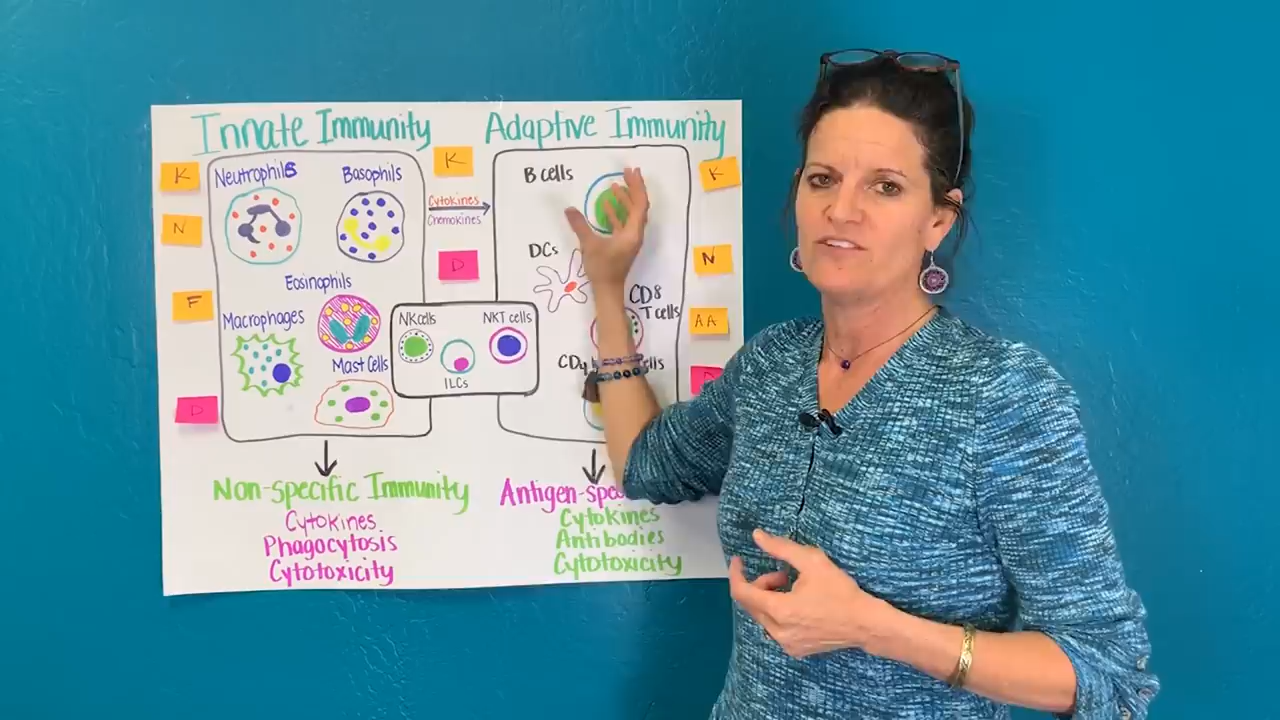 Innate Immunity
Adaptive Immunity
K
K
K
Neutrophils
Basophils
B cells
Cytokines
Chemokines
N
D
DCs
N
Eosinophils
F
CD8
T cells
AA
Macrophages
NK cells
NKT cells
Mast Cells
ILCs
D
Non-specific Immunity
Cytokines
Phagocytosis
Cytotoxicity
Cytokines
Antibodies
Cytotoxicity